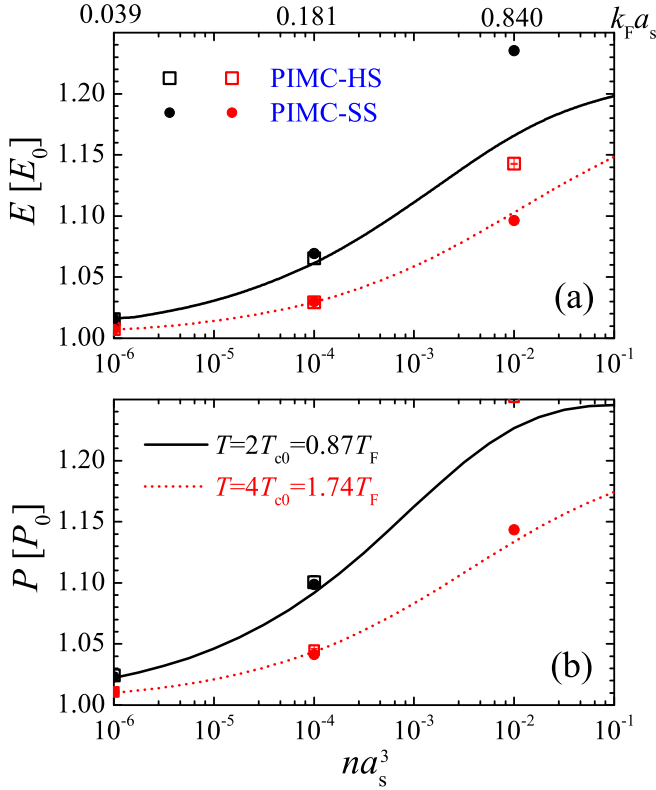 0.039 0.181 0.840 k_F a_s
PIMC-HS
PIMC-SS
1.20
1.15
1.10
1.05
1.00
E [E_0]
(a)
10^-6 10^-5 10^-4 10^-3 10^-2 10^-1
T=2T_c0=0.87T_F
T=4T_c0=1.74T_F
1.20
1.15
1.10
1.05
1.00
P [P_0]
(b)
10^-6 10^-5 10^-4 10^-3 10^-2 10^-1
na_s^3